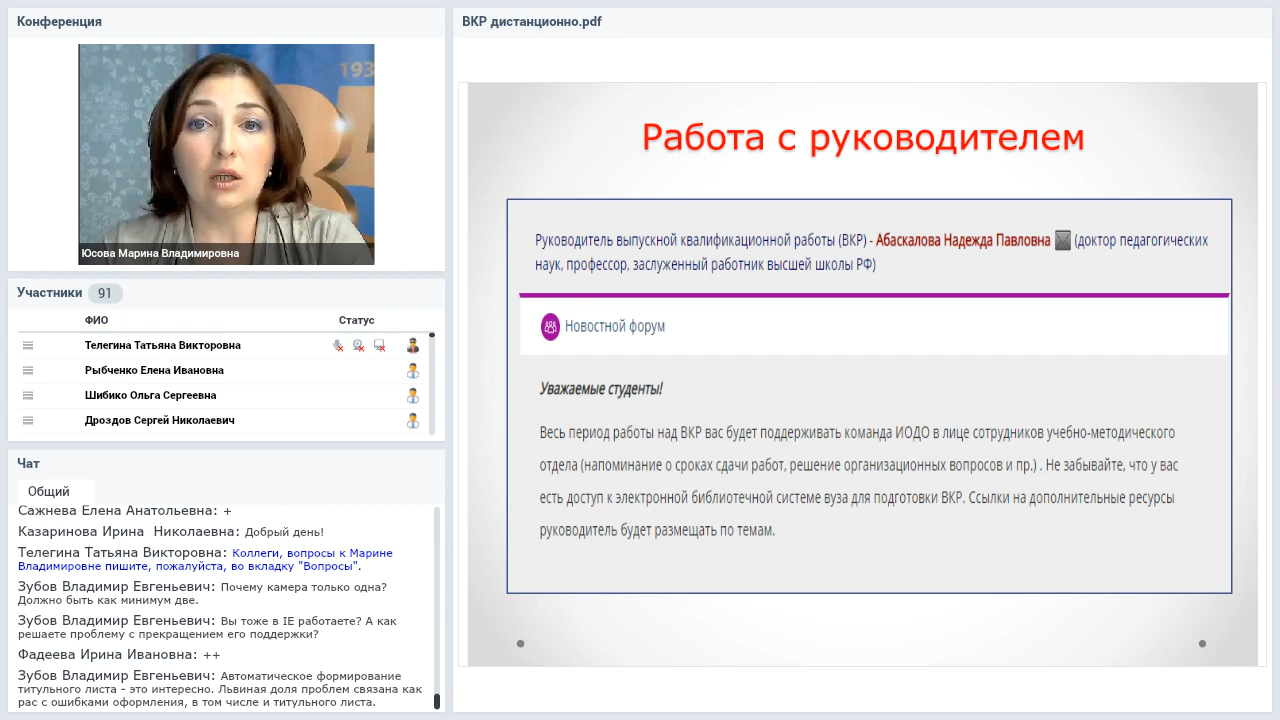 Конференция
193
Юсова Марина Владимировна
Участники 91
ФИО Статус
Телегина Татьяна Викторовна
Рыбченко Елена Ивановна
Шибико Ольга Сергеевна
Дроздов Сергей Николаевич
Чат
Общий
Сажнева Елена Анатольевна: +
Казаринова Ирина Николаевна: Добрый день!
Телегина Татьяна Викторовна: Коллеги, вопросы к Марине
Владимировне пишите, пожалуйста, во вкладку "Вопросы".
Зубов Владимир Евгеньевич: Почему камера только одна?
Должно быть как минимум две.
Зубов Владимир Евгеньевич: Вы тоже в IE работаете? А как
решаете проблему с прекращением его поддержки?
Фадеева Ирина Ивановна: ++
Зубов Владимир Евгеньевич: Автоматическое формирование
титульного листа - это интересно. Львиная доля проблем связана как
рас с ошибками оформления, в том числе и титульного листа.
ВКР дистанционно.pdf
Работа с руководителем
Руководитель выпускной квалификационной работы (ВКР) - Абаскалова Надежда Павловна (доктор педагогических
наук, профессор, заслуженный работник высшей школы РФ)
Новостной форум
Уважаемые студенты!
Весь период работы над ВКР вас будет поддерживать команда ИОДО в лице сотрудников учебно-методического
отдела (напоминание о сроках сдачи работ, решение организационных вопросов и пр.) . Не забывайте, что у вас
есть доступ к электронной библиотечной системе вуза для подготовки ВКР. Ссылки на дополнительные ресурсы
руководитель будет размещать по темам.